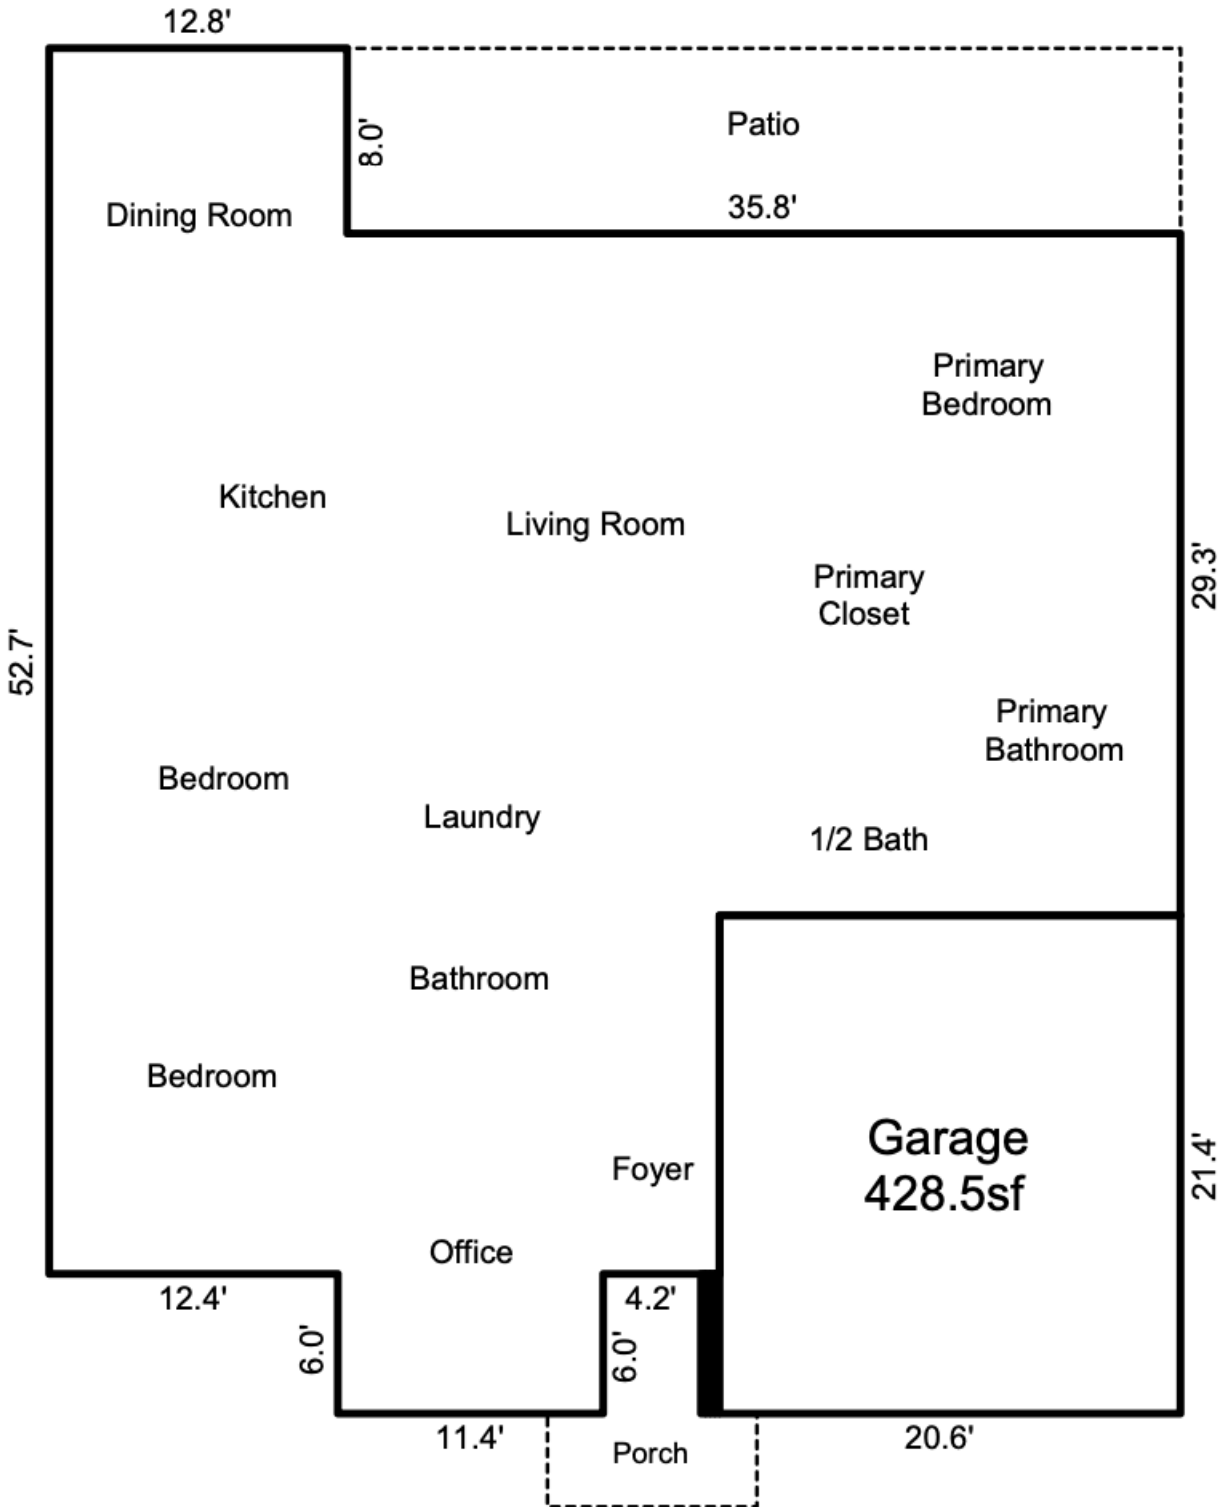 12.8'
8.0'
Patio
35.8'
Dining Room
Primary
Bedroom
Kitchen
Living Room
29.3'
Primary
Closet
52.7'
Primary
Bathroom
Bedroom
Laundry
1/2 Bath
Bathroom
Bedroom
Garage
428.5sf
21.4'
Foyer
Office
12.4'
4.2'
6.0'
6.0'
11.4'
Porch
20.6'